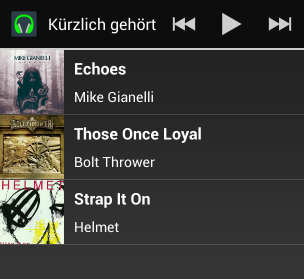 Kürzlich gehört
MIKE GIANELLI
Echoes
Mike Gianelli
BOLT THROWER
Those Once Loyal
Bolt Thrower
HELMET
Strap It On
Helmet